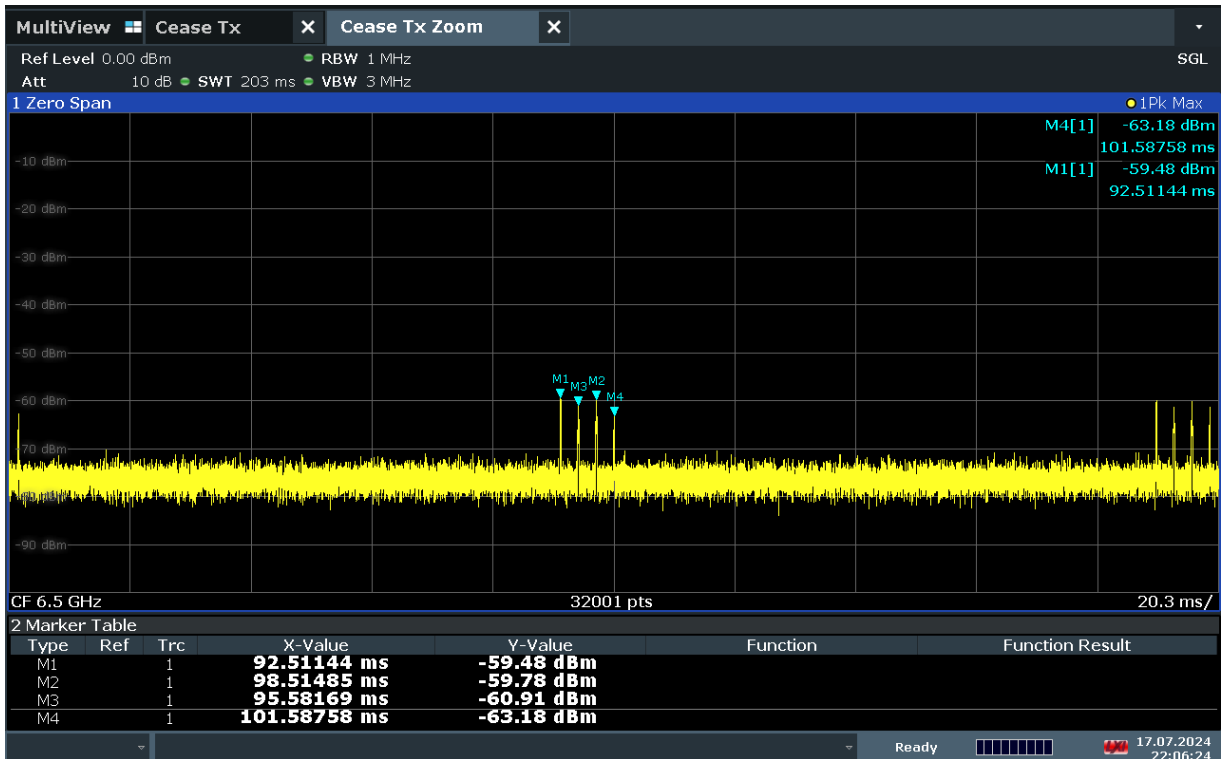 MultiView Cease Tx X Cease Tx Zoom X
Ref Level 0.00 dBm RBW 1 MHz SGL
Att 10 dB SWT 203 ms VBW 3 MHz
1 Zero Span 1Pk Max
M4[1] -63.18 dBm
101.58758 ms
M1[1] -59.48 dBm
92.51144 ms
-10 dBm
-20 dBm
-30 dBm
-40 dBm
-50 dBm
M1 M3 M2 M4
-60 dBm
-70 dBm
-90 dBm
CF 6.5 GHz 32001 pts 20.3 ms/
2 Marker Table
Type Ref Trc X-Value Y-Value Function Function Result
M1 1 92.51144 ms -59.48 dBm
M2 1 98.51485 ms -59.78 dBm
M3 1 95.58169 ms -60.91 dBm
M4 1 101.58758 ms -63.18 dBm
Ready 17.07.2024
22:06:24